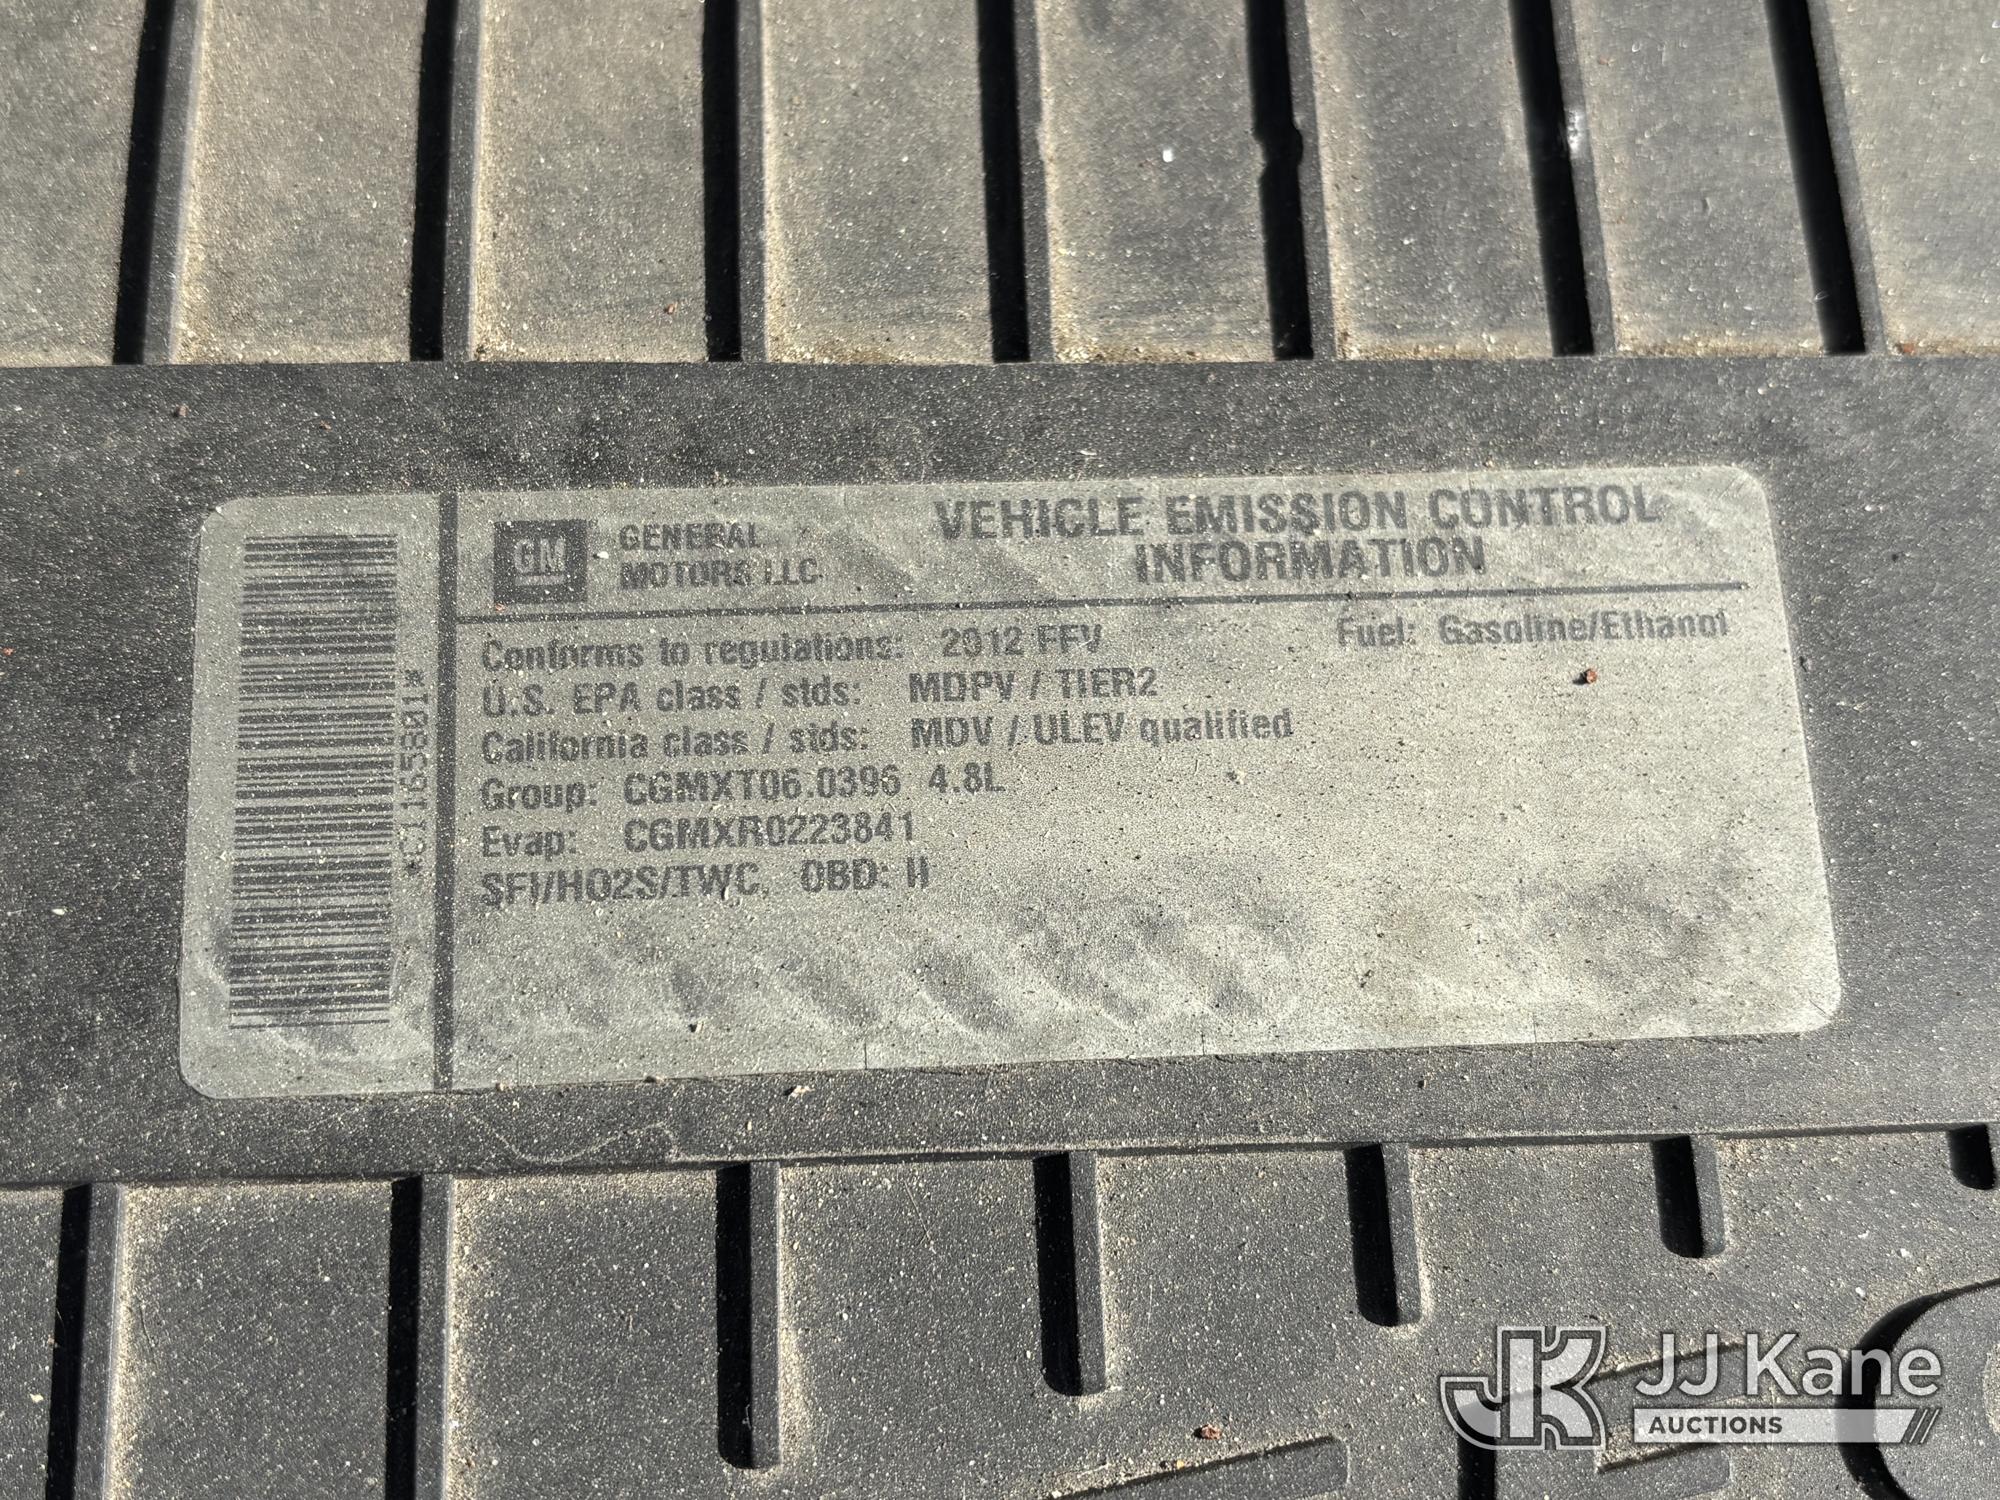 GM
GENERAL
MOTORS LLC
VEHICLE EMISSION CONTROL
INFORMATION
Conforms to regulations: 2012 FFV
Fuel: Gasoline/Ethanol
U.S. EPA class / stds: MDPV / TIER2
California class / stds: MDV / ULEV qualified
Group: CGMXT06.0396 4.8L
Evap: CGMXR0223841
SFI/HO2S/TWC, OBD: II
*C11658801*
JK JJ Kane
AUCTIONS